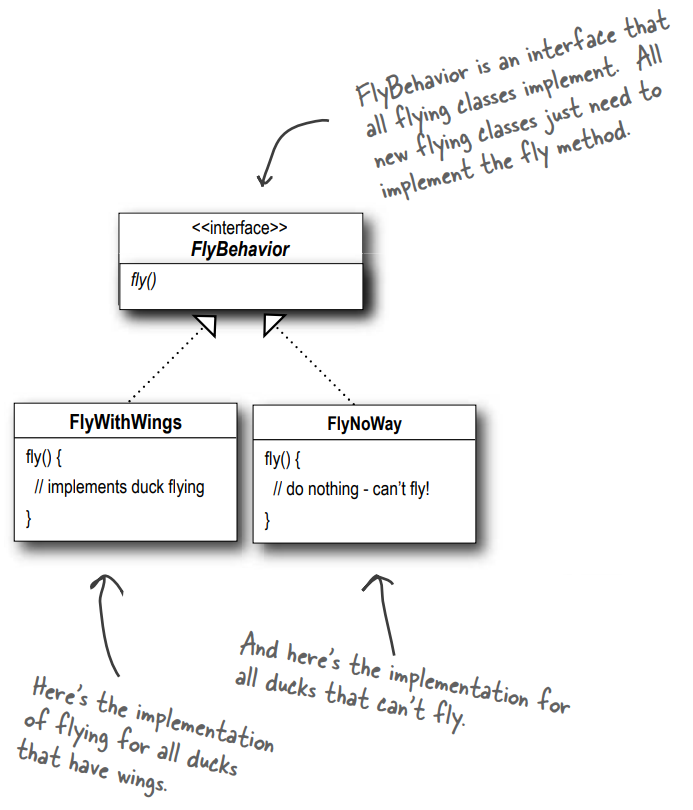 FlyBehavior is an interface that
all flying classes implement. All
new flying classes just need to
implement the fly method.
<<interface>>
FlyBehavior
fly()
FlyWithWings
fly() {
// implements duck flying
}
FlyNoWay
fly() {
// do nothing - can't fly!
}
Here's the implementation
of flying for all ducks
that have wings.
And here's the implementation for
all ducks that can't fly.